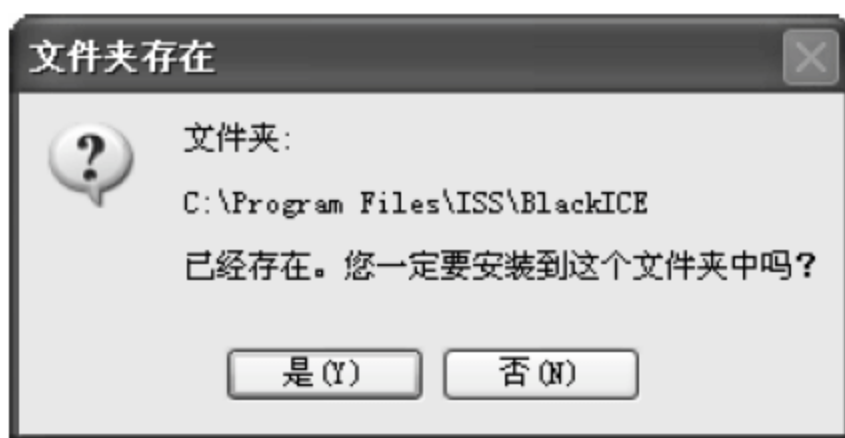 文件夹存在
文件夹:
C:\Program Files\ISS\BlackICE
已经存在。您一定要安装到这个文件夹中吗?
是(Y)
否(N)